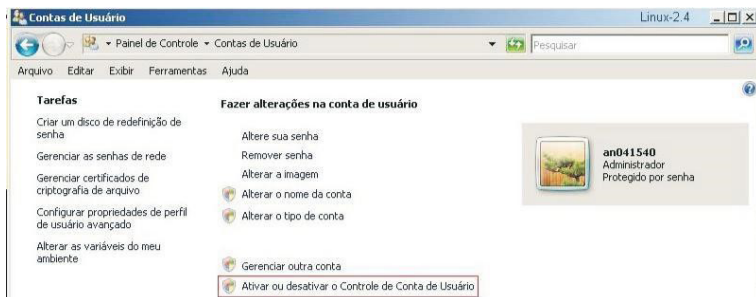 Contas de Usuário
Linux-2.4
Painel de Controle
Contas de Usuário
Pesquisar
Arquivo Editar Exibir Ferramentas Ajuda
Tarefas
Criar um disco de redefinição de
senha
Gerenciar as senhas de rede
Gerenciar certificados de
criptografia de arquivo
Configurar propriedades de perfil
de usuário avançado
Alterar as variáveis do meu
ambiente
Fazer alterações na conta de usuário
Altere sua senha
Remover senha
Alterar a imagem
Alterar o nome da conta
Alterar o tipo de conta
Gerenciar outra conta
Ativar ou desativar o Controle de Conta de Usuário
an041540
Administrador
Protegido por senha